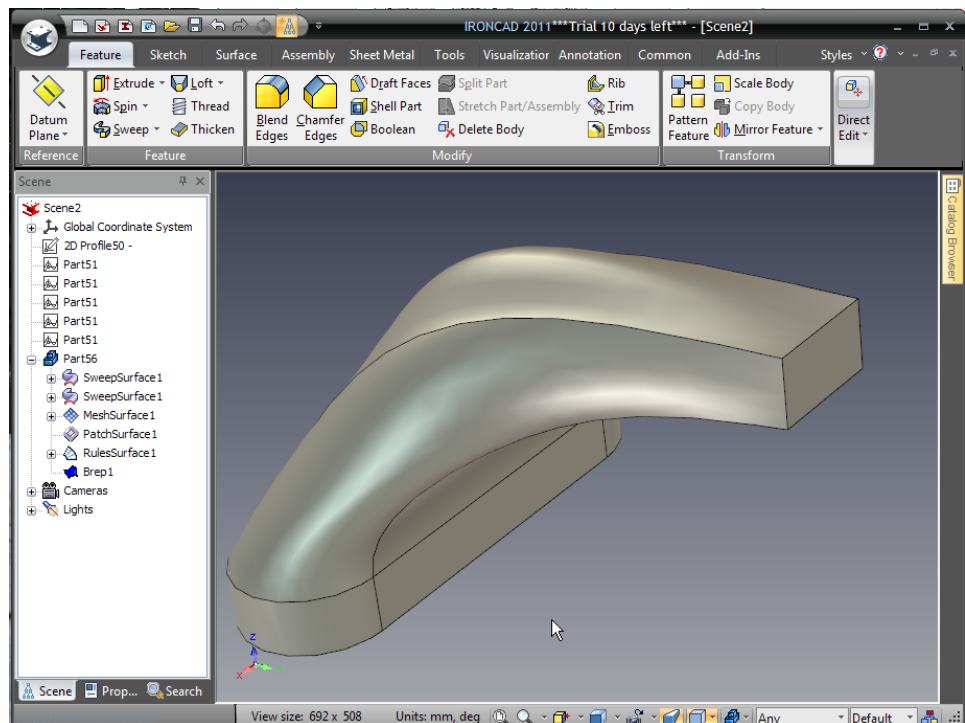 IRONCAD 2011***Trial 10 days left*** - [Scene2]
Feature Sketch Surface Assembly Sheet Metal Tools Visualization Annotation Common Add-Ins Styles
Datum Plane
Extrude Loft
Spin Thread
Sweep Thicken
Blend Edges
Chamfer Edges
Draft Faces
Shell Part
Boolean
Split Part
Stretch Part/Assembly
Delete Body
Rib
Trim
Emboss
Pattern Feature
Scale Body
Copy Body
Mirror Feature
Direct Edit
Reference Feature Modify Transform
Scene
Scene2
Global Coordinate System
2D Profile50 -
Part51
Part51
Part51
Part51
Part51
Part56
SweepSurface1
SweepSurface1
MeshSurface1
PatchSurface1
RulesSurface1
Brep1
Cameras
Lights
Catalog Browser
Z
X
Scene Prop... Search
View size: 692 x 508 Units: mm, deg Any Default